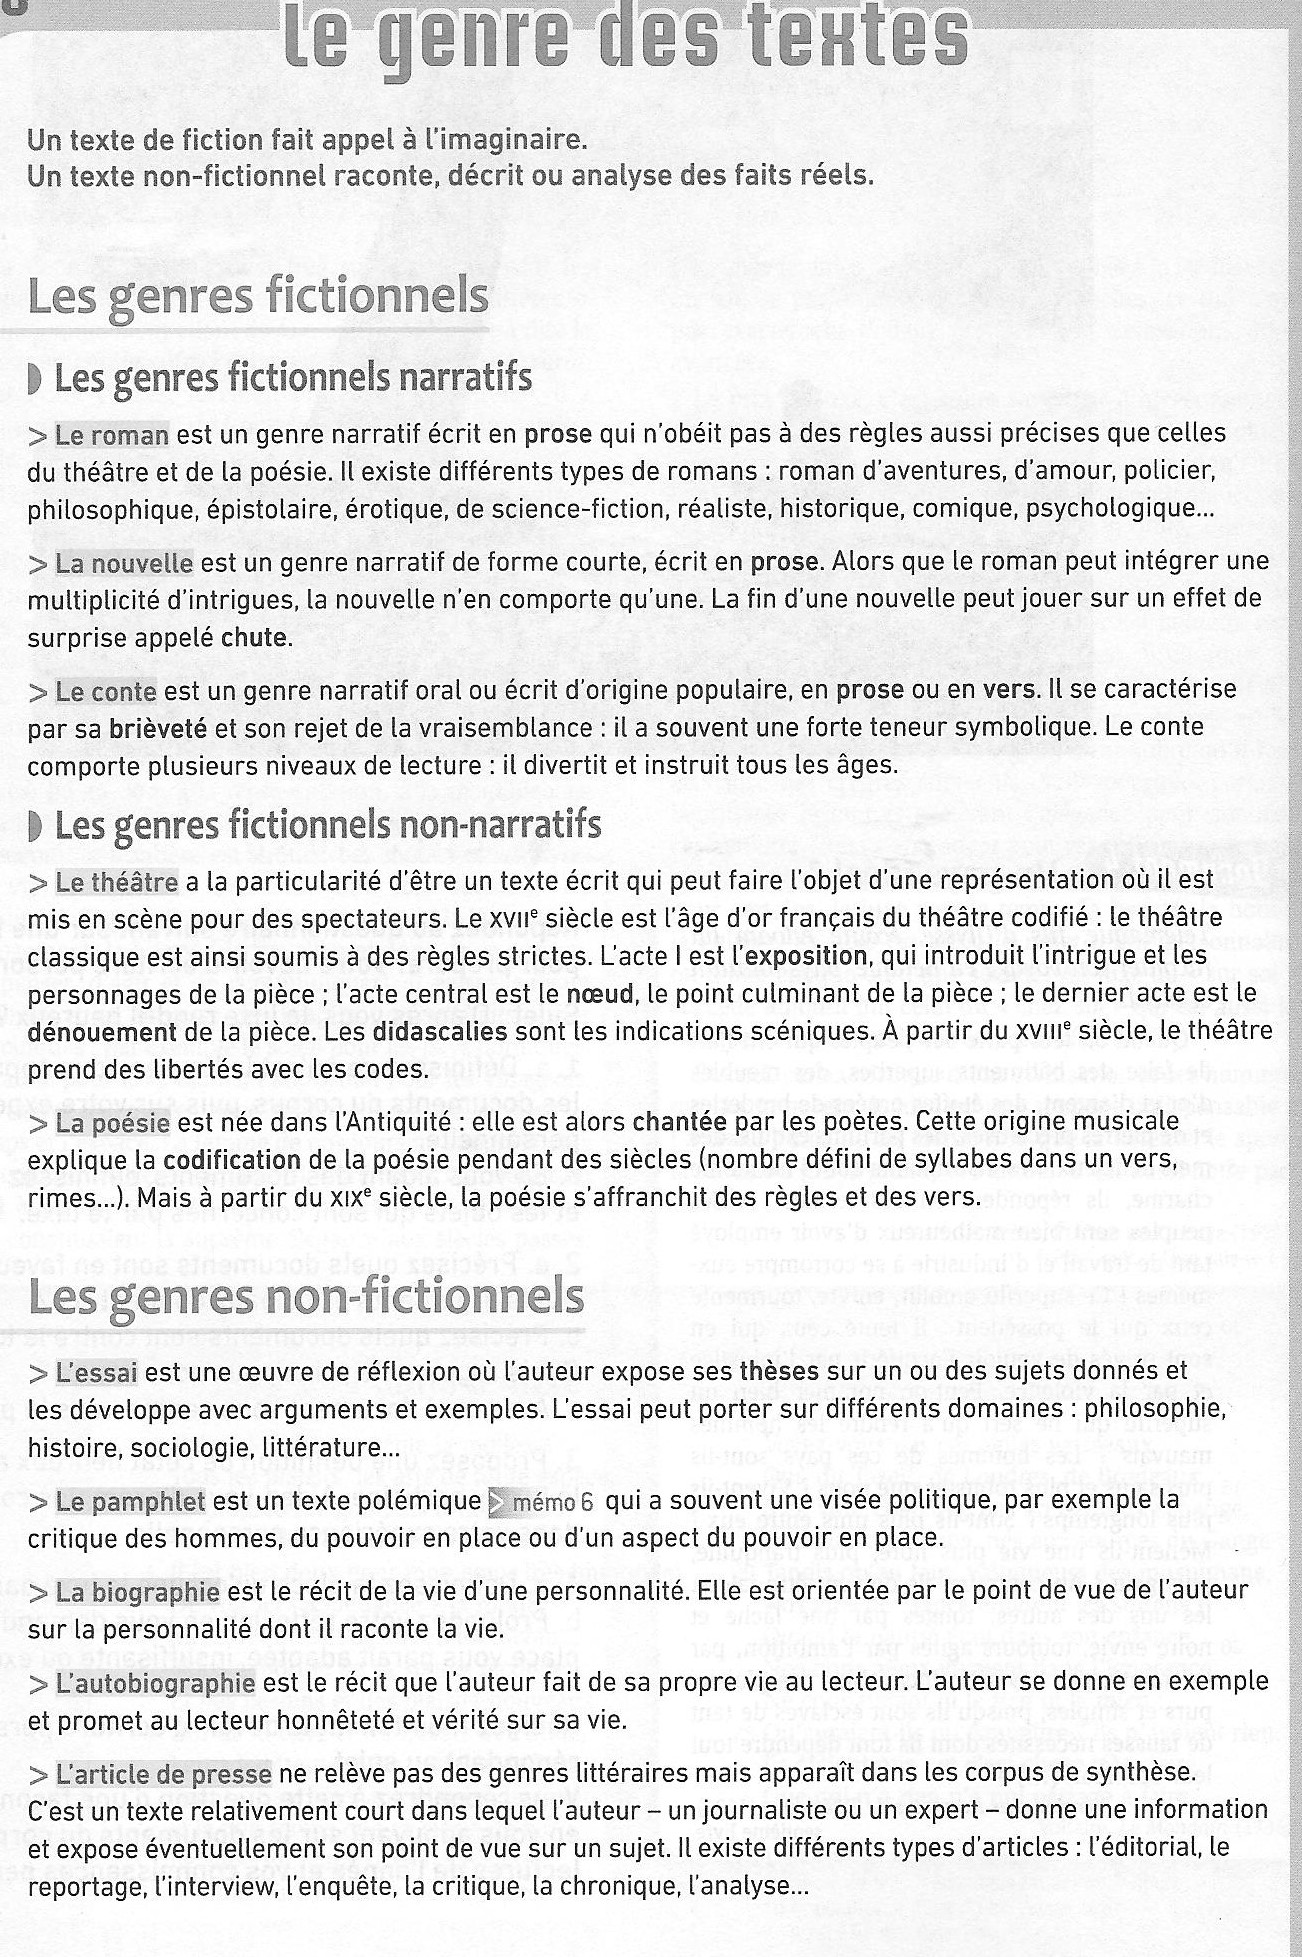 le genre des textes
Un texte de fiction fait appel à l'imaginaire.
Un texte non-fictionnel raconte, décrit ou analyse des faits réels.
Les genres fictionnels
Les genres fictionnels narratifs
> Le roman est un genre narratif écrit en prose qui n'obéit pas à des règles aussi précises que celles
du théâtre et de la poésie. Il existe différents types de romans : roman d'aventures, d'amour, policier,
philosophique, épistolaire, érotique, de science-fiction, réaliste, historique, comique, psychologique...
> La nouvelle est un genre narratif de forme courte, écrit en prose. Alors que le roman peut intégrer une
multiplicité d'intrigues, la nouvelle n'en comporte qu'une. La fin d'une nouvelle peut jouer sur un effet de
surprise appelé chute.
> Le conte est un genre narratif oral ou écrit d'origine populaire, en prose ou en vers. Il se caractérise
par sa brièveté et son rejet de la vraisemblance : il a souvent une forte teneur symbolique. Le conte
comporte plusieurs niveaux de lecture : il divertit et instruit tous les âges.
Les genres fictionnels non-narratifs
> Le théâtre a la particularité d'être un texte écrit qui peut faire l'objet d'une représentation où il est
mis en scène pour des spectateurs. Le XVIIe siècle est l'âge d'or français du théâtre codifié : le théâtre
classique est ainsi soumis à des règles strictes. L'acte I est l'exposition, qui introduit l'intrigue et les
personnages de la pièce ; l'acte central est le nœud, le point culminant de la pièce ; le dernier acte est le
dénouement de la pièce. Les didascalies sont les indications scéniques. À partir du XVIIIe siècle, le théâtre
prend des libertés avec les codes.
> La poésie est née dans l'Antiquité : elle est alors chantée par les poètes. Cette origine musicale
explique la codification de la poésie pendant des siècles (nombre défini de syllabes dans un vers,
rimes...). Mais à partir du XIXe siècle, la poésie s'affranchit des règles et des vers.
Les genres non-fictionnels
> L'essai est une œuvre de réflexion où l'auteur expose ses thèses sur un ou des sujets donnés et
les développe avec arguments et exemples. L'essai peut porter sur différents domaines : philosophie,
histoire, sociologie, littérature...
> Le pamphlet est un texte polémique > mémo 6 qui a souvent une visée politique, par exemple la
critique des hommes, du pouvoir en place ou d'un aspect du pouvoir en place.
> La biographie est le récit de la vie d'une personnalité. Elle est orientée par le point de vue de l'auteur
sur la personnalité dont il raconte la vie.
> L'autobiographie est le récit que l'auteur fait de sa propre vie au lecteur. L'auteur se donne en exemple
et promet au lecteur honnêteté et vérité sur sa vie.
> L'article de presse ne relève pas des genres littéraires mais apparaît dans les corpus de synthèse.
C'est un texte relativement court dans lequel l'auteur – un journaliste ou un expert – donne une information
et expose éventuellement son point de vue sur un sujet. Il existe différents types d'articles : l'éditorial, le
reportage, l'interview, l'enquête, la critique, la chronique, l'analyse...